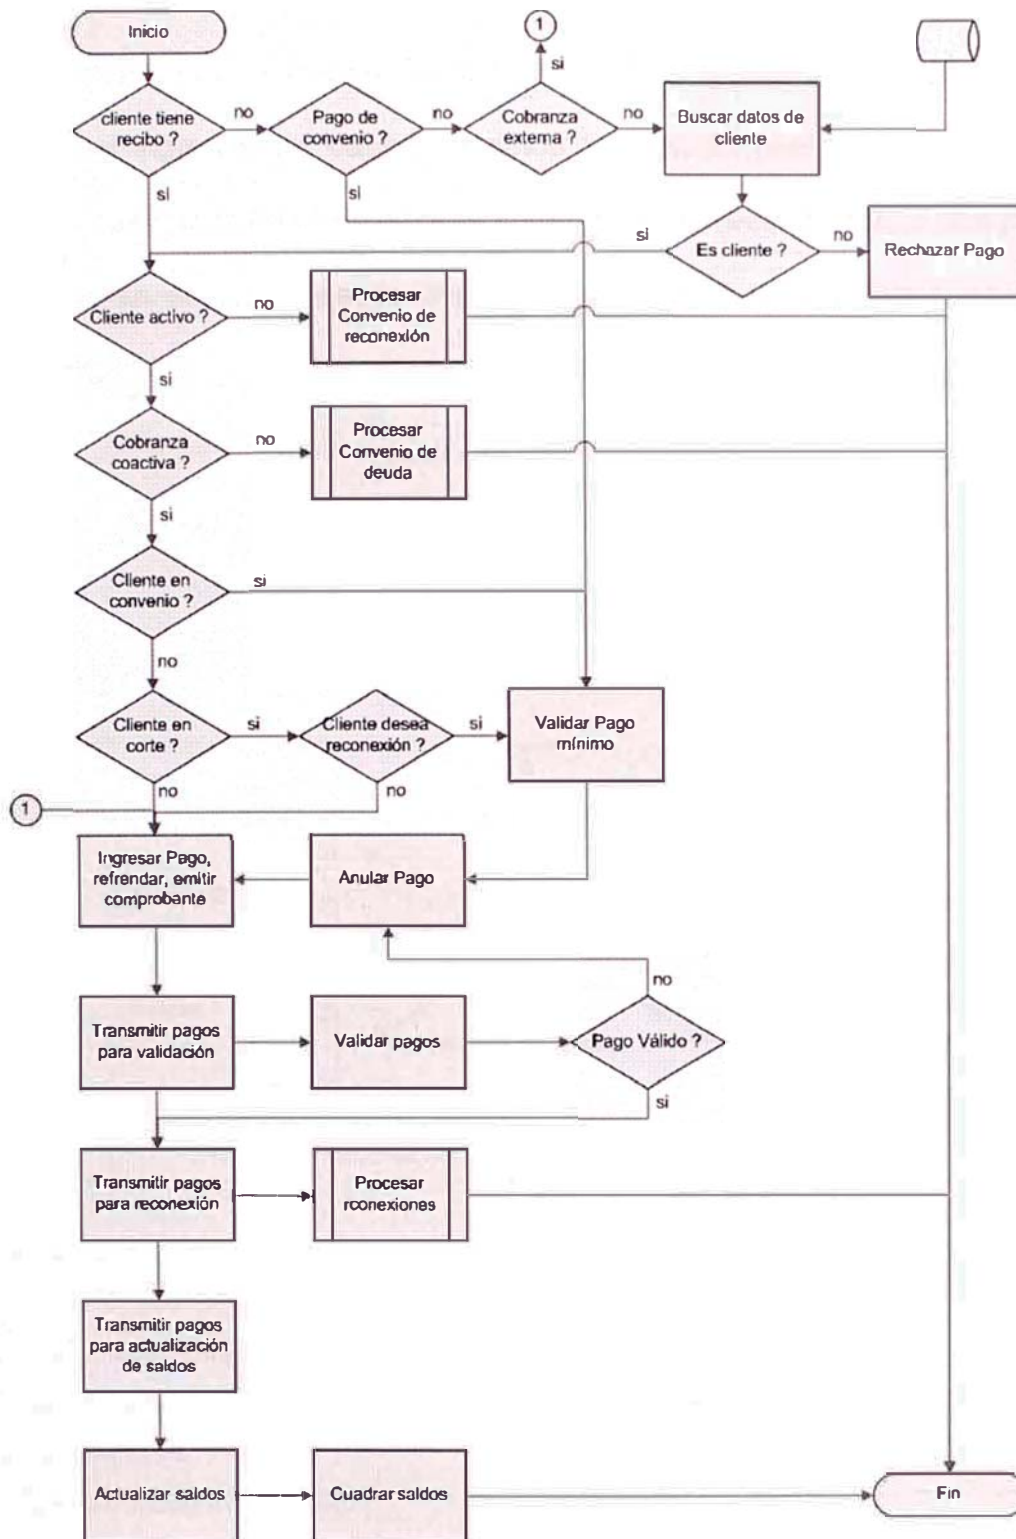 Inicio
1
si
cliente tiene
recibo ?
no
Pago de
convenio ?
no
Cobranza
externa ?
no
Buscar datos de
cliente
si
si
si
Es cliente ?
no
Rechazar Pago
Cliente activo ?
no
Procesar
Convenio de
reconexión
si
Cobranza
coactiva ?
no
Procesar
Convenio de
deuda
si
Cliente en
convenio ?
si
no
Cliente en
corte ?
si
Cliente desea
reconexión ?
si
Validar Pago
mínimo
no
no
1
Ingresar Pago,
refrendar, emitir
comprobante
Anular Pago
no
Transmitir pagos
para validación
Validar pagos
Pago Válido ?
si
Transmitir pagos
para reconexión
Procesar
rconexiones
Transmitir pagos
para actualización
de saldos
Actualizar saldos
Cuadrar saldos
Fin